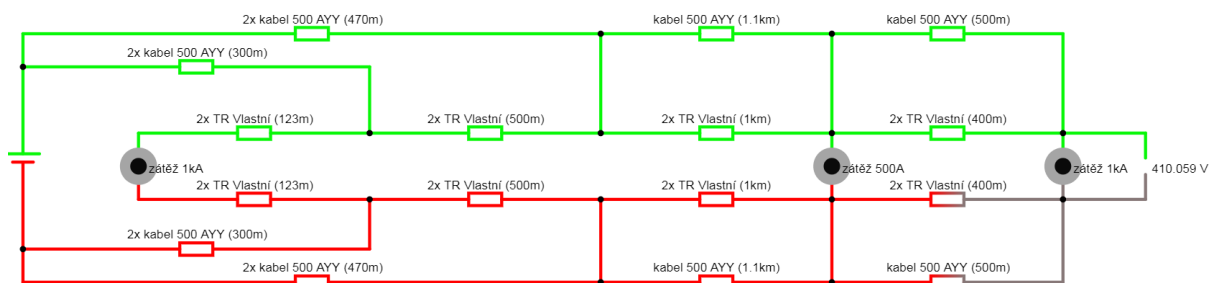 2x kabel 500 AYY (470m)
kabel 500 AYY (1.1km)
kabel 500 AYY (500m)
2x kabel 500 AYY (300m)
2x TR Vlastní (123m)
2x TR Vlastní (500m)
2x TR Vlastní (1km)
2x TR Vlastní (400m)
zátěž 1kA
zátěž 500A
zátěž 1kA
410.059 V
2x TR Vlastní (123m)
2x TR Vlastní (500m)
2x TR Vlastní (1km)
2x TR Vlastní (400m)
2x kabel 500 AYY (300m)
2x kabel 500 AYY (470m)
kabel 500 AYY (1.1km)
kabel 500 AYY (500m)